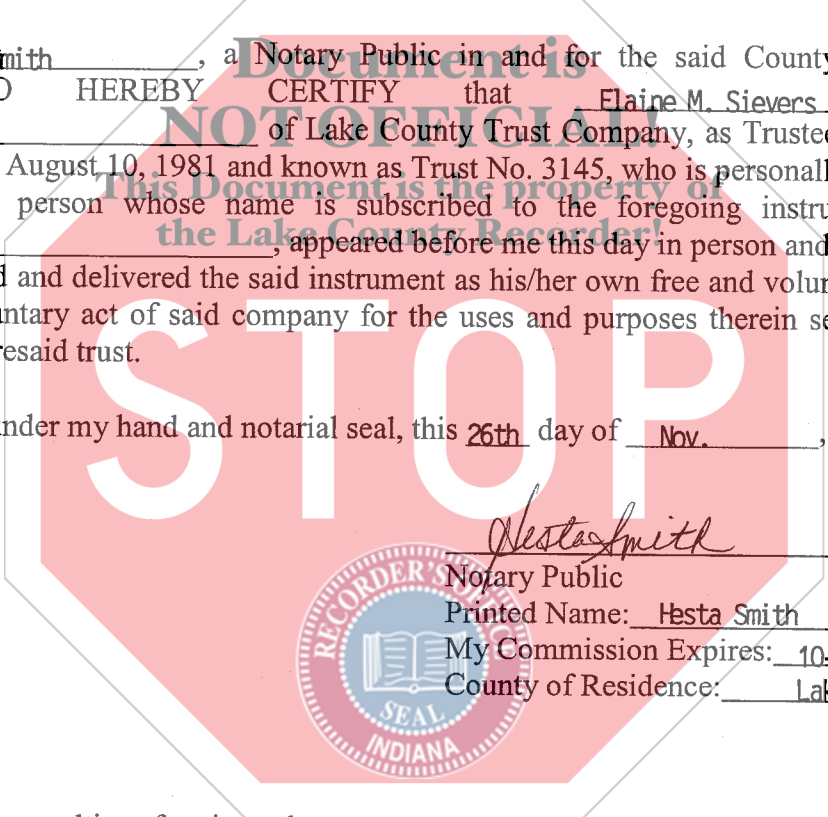 mith, a Notary Public in and for the said County
O HEREBY CERTIFY that Elaine M. Sievers
of Lake County Trust Company, as Trustee
August 10, 1981 and known as Trust No. 3145, who is personall
person whose name is subscribed to the foregoing instru
, appeared before me this day in person and
d and delivered the said instrument as his/her own free and volun
untary act of said company for the uses and purposes therein se
resaid trust.
nder my hand and notarial seal, this 26th day of Nov. ,
Hesta Smith
Notary Public
Printed Name: Hesta Smith
My Commission Expires: 10-
County of Residence: Lak
Document is
NOT OFFICIAL!
This Document is the property of
the Lake County Recorder!
STOP
RECORDER'S OFFICE
SEAL
INDIANA